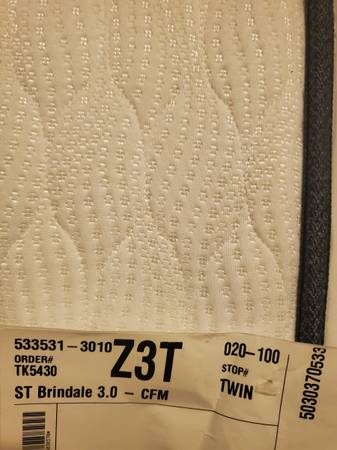 533531-3010 Z3T 020-100
ORDER# STOP#
TK5430 TWIN
ST Brindale 3.0 - CFM
5030370533